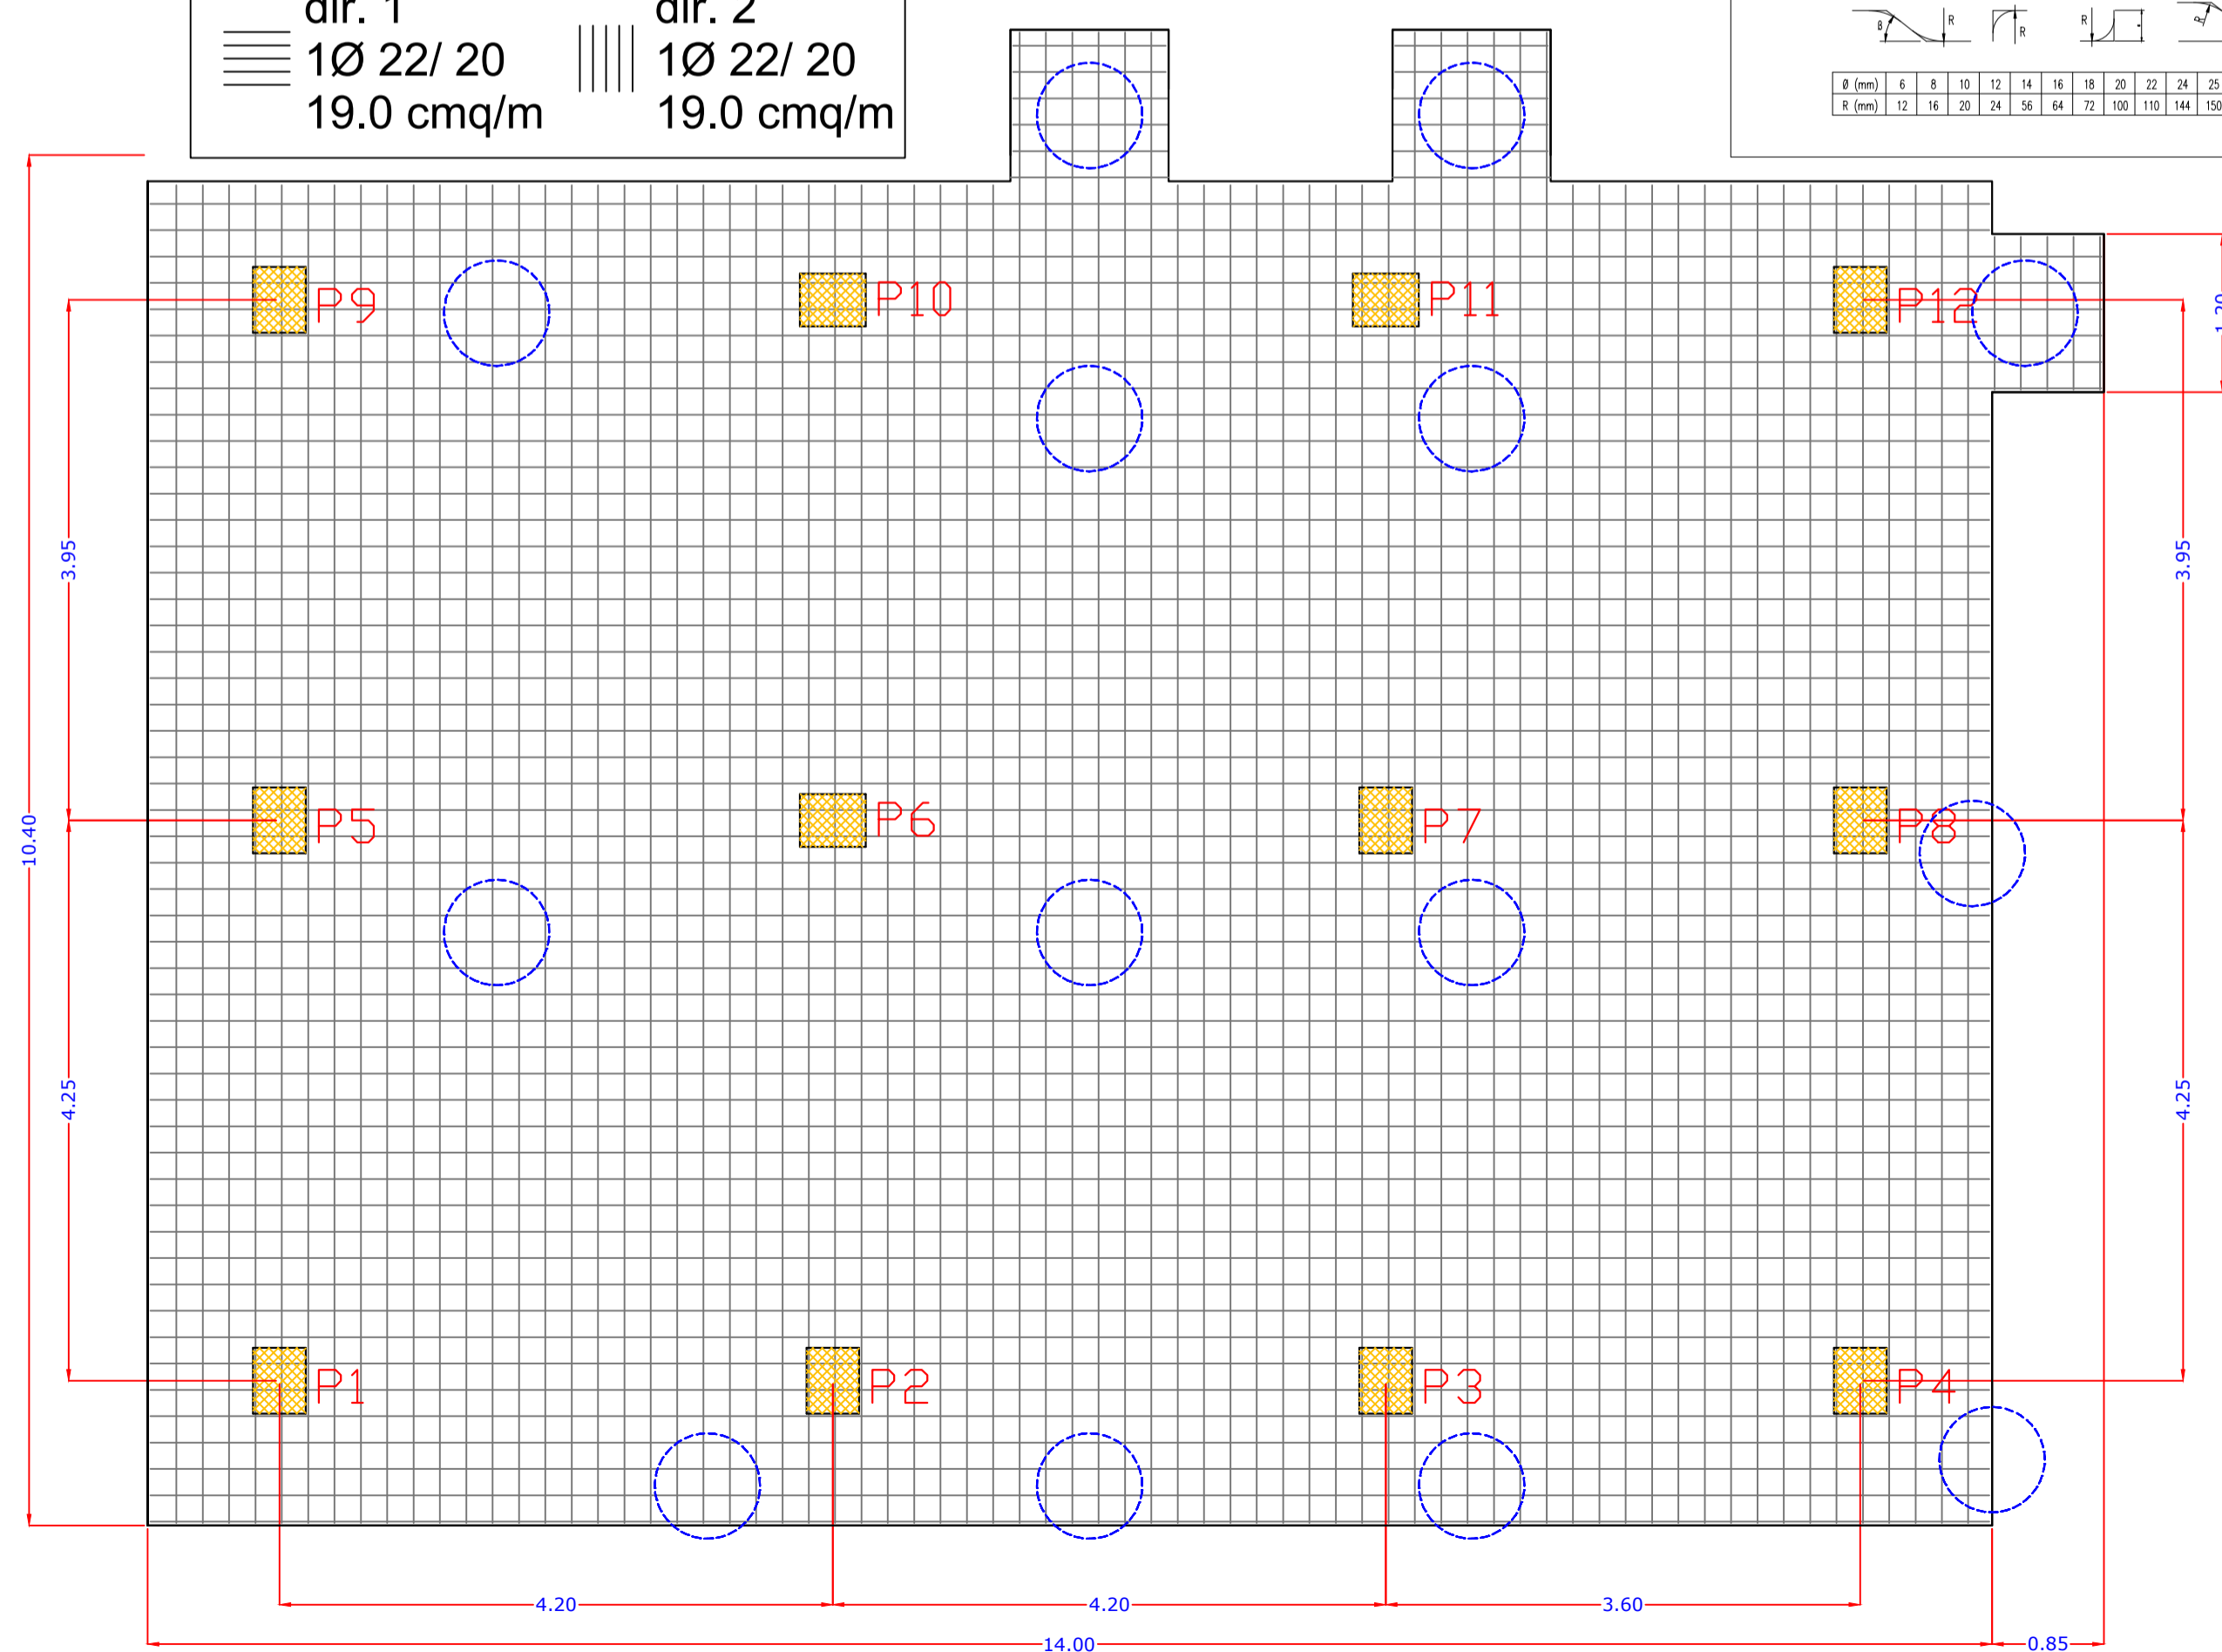 dir. 1 dir. 2
1Ø 22/ 20 1Ø 22/ 20
19.0 cmq/m 19.0 cmq/m
R R R
Ø (mm) 6 8 10 12 14 16 18 20 22 24 25
R (mm) 12 16 20 24 56 64 72 100 110 144 150
1.20
P9 P10 P11 P12
3.95 3.95
10.40
P5 P6 P7 P8
4.25 4.25
P1 P2 P3 P4
4.20 4.20 3.60
14.00 0.85